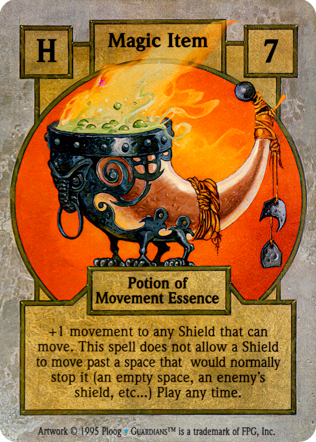 H
Magic Item
7
Potion of
Movement Essence
+1 movement to any Shield that can
move. This spell does not allow a Shield
to move past a space that would normally
stop it (an empty space, an enemy's
shield, etc...) Play any time.
Artwork © 1995 Ploog GUARDIANS™ is a trademark of FPG, Inc.